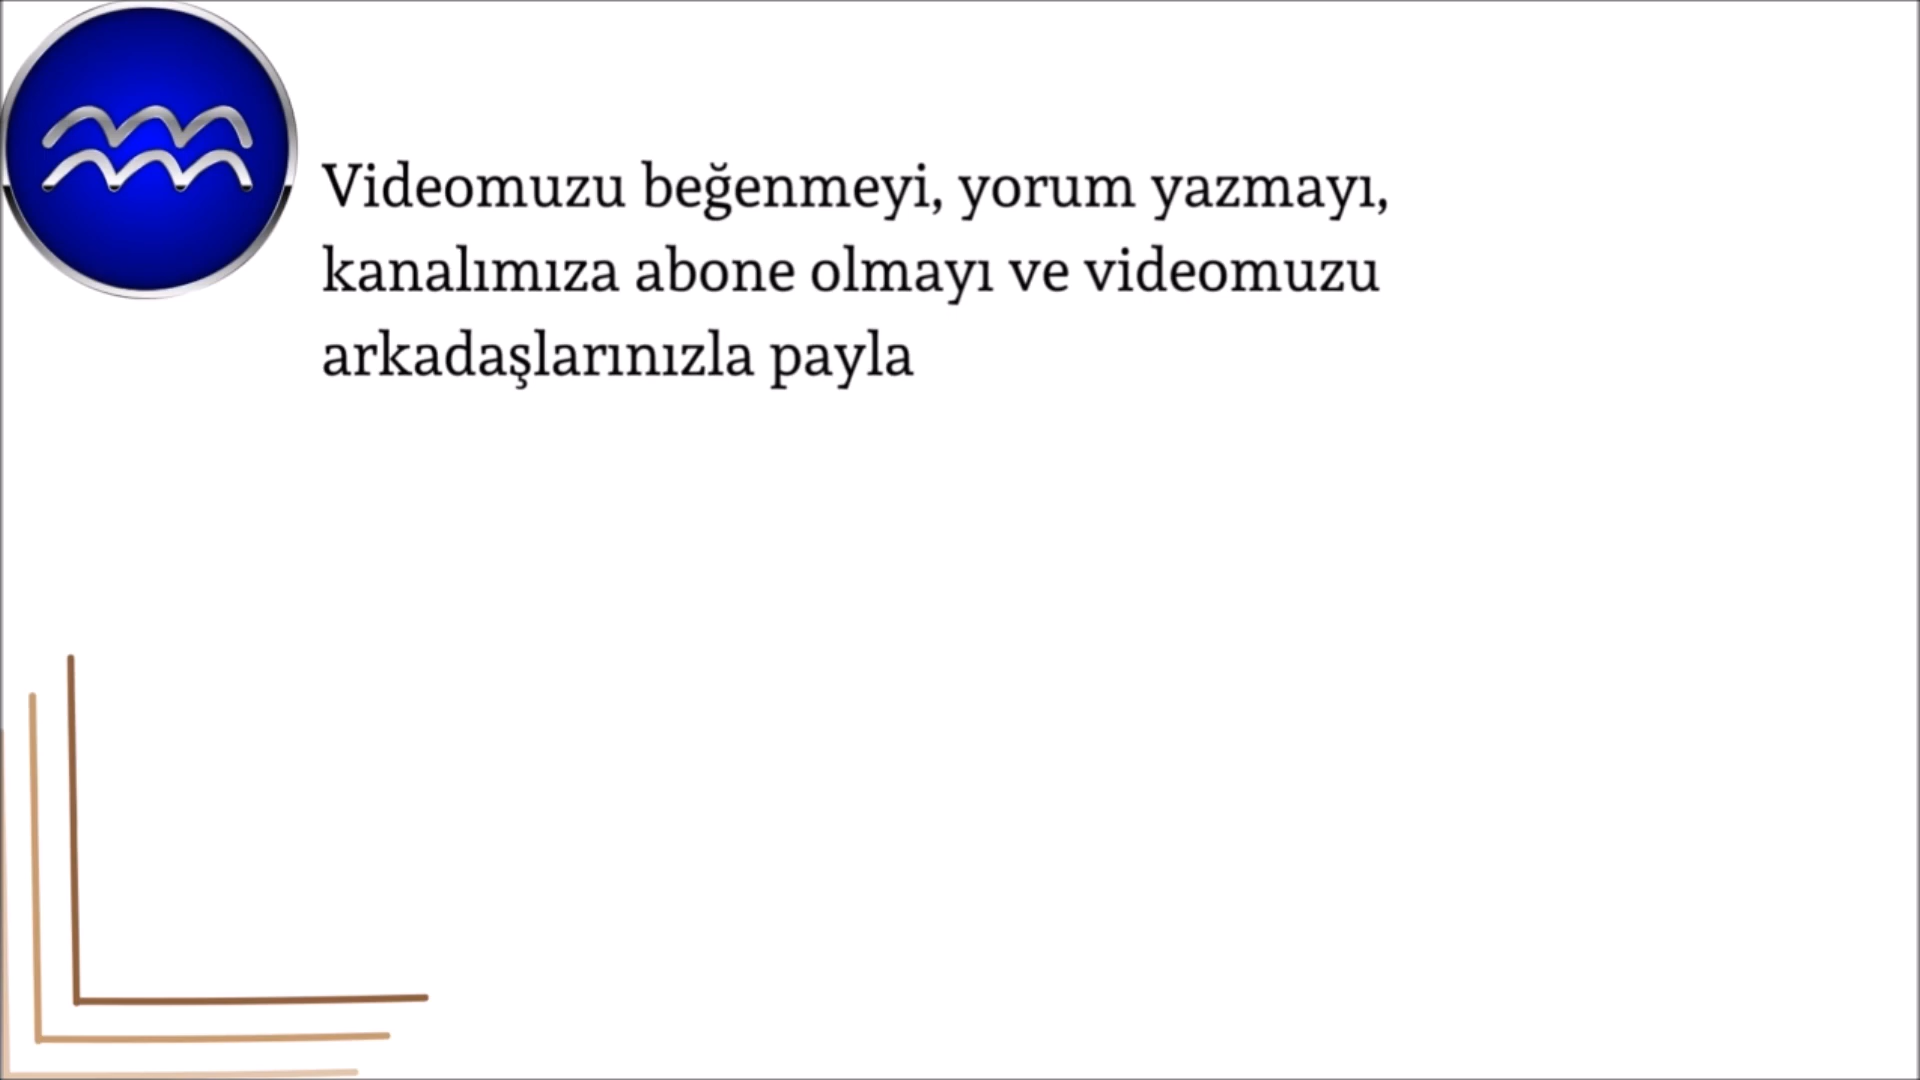 Videomuzu beğenmeyi, yorum yazmayı,
kanalımıza abone olmayı ve videomuzu
arkadaşlarınızla payla